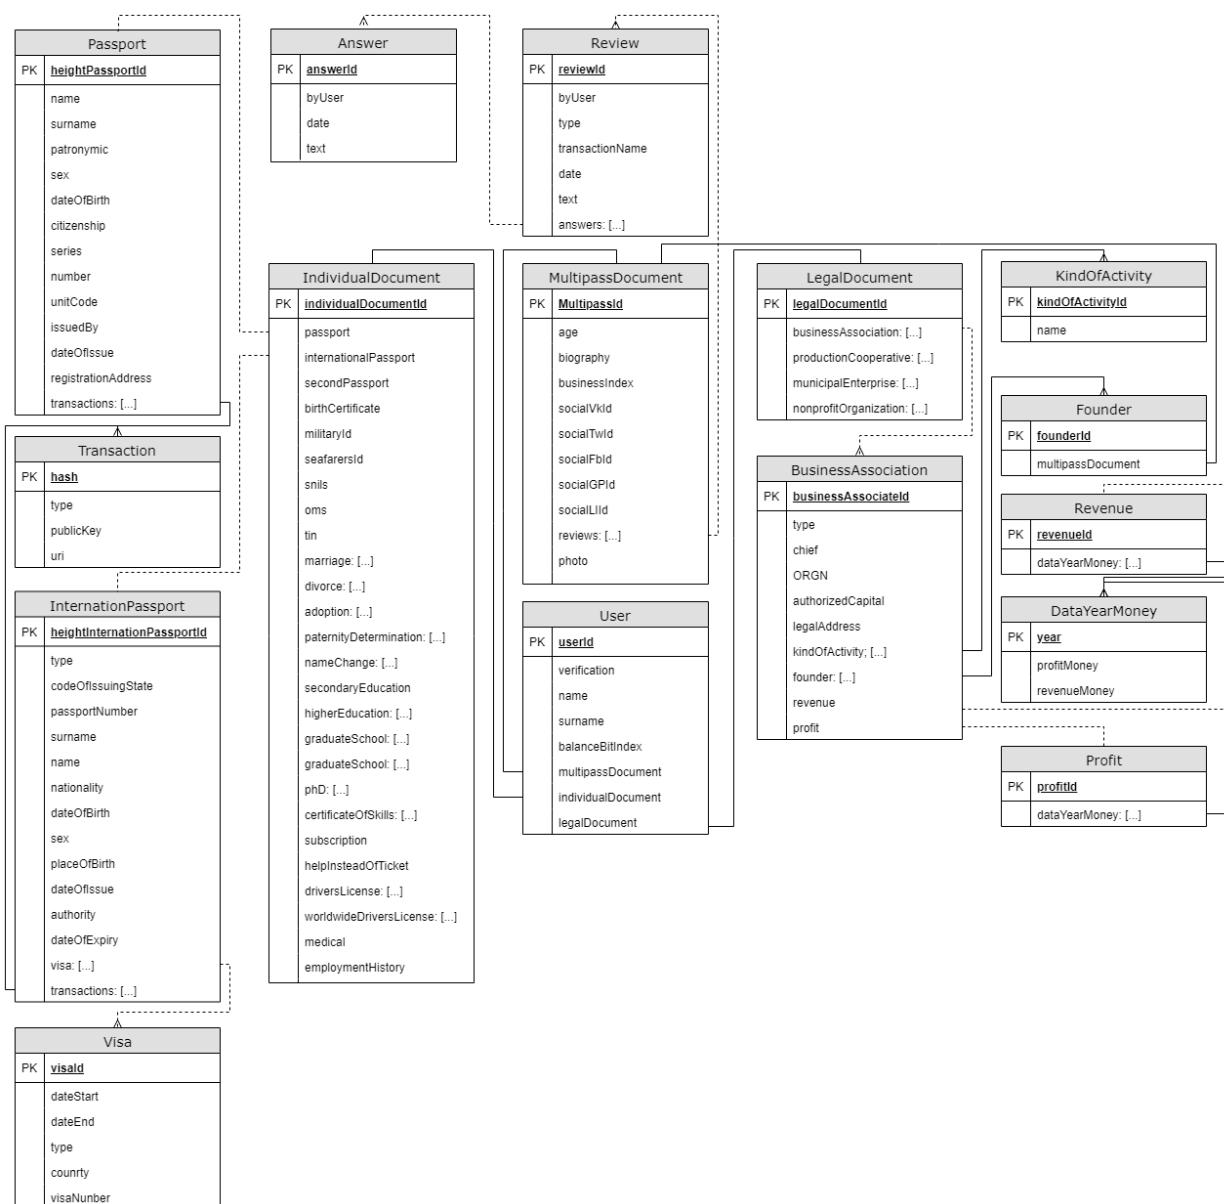 Passport
PK heightPassportId
name
surname
patronymic
sex
dateOfBirth
citizenship
series
number
unitCode
issuedBy
dateOfIssue
registrationAddress
transactions: [...]
Transaction
PK hash
type
publicKey
uri
InternationPassport
PK heightInternationPassportId
type
codeOfIssuingState
passportNumber
surname
name
nationality
dateOfBirth
sex
placeOfBirth
dateOfIssue
authority
dateOfExpiry
visa: [...]
transactions: [...]
Visa
PK visaId
dateStart
dateEnd
type
counrty
visaNunber
Answer
PK answerId
byUser
date
text
IndividualDocument
PK individualDocumentId
passport
internationalPassport
secondPassport
birthCertificate
militaryId
seafarersId
snils
oms
tin
marriage: [...]
divorce: [...]
adoption: [...]
paternityDetermination: [...]
nameChange: [...]
secondaryEducation
higherEducation: [...]
graduateSchool: [...]
graduateSchool: [...]
phD: [...]
certificateOfSkills: [...]
subscription
helpInsteadOfTicket
driversLicense: [...]
worldwideDriversLicense: [...]
medical
employmentHistory
Review
PK reviewId
byUser
type
transactionName
date
text
answers: [...]
MultipassDocument
PK MultipassId
age
biography
businessIndex
socialVkId
socialTwId
socialFbId
socialGPId
socialLIId
reviews: [...]
photo
User
PK userId
verification
name
surname
balanceBitIndex
multipassDocument
individualDocument
legalDocument
LegalDocument
PK legalDocumentId
businessAssociation: [...]
productionCooperative: [...]
municipalEnterprise: [...]
nonprofitOrganization: [...]
BusinessAssociation
PK businessAssociateId
type
chief
ORGN
authorizedCapital
legalAddress
kindOfActivity; [...]
founder: [...]
revenue
profit
KindOfActivity
PK kindOfActivityId
name
Founder
PK founderId
multipassDocument
Revenue
PK revenueId
dataYearMoney: [...]
DataYearMoney
PK year
profitMoney
revenueMoney
Profit
PK profitId
dataYearMoney: [...]